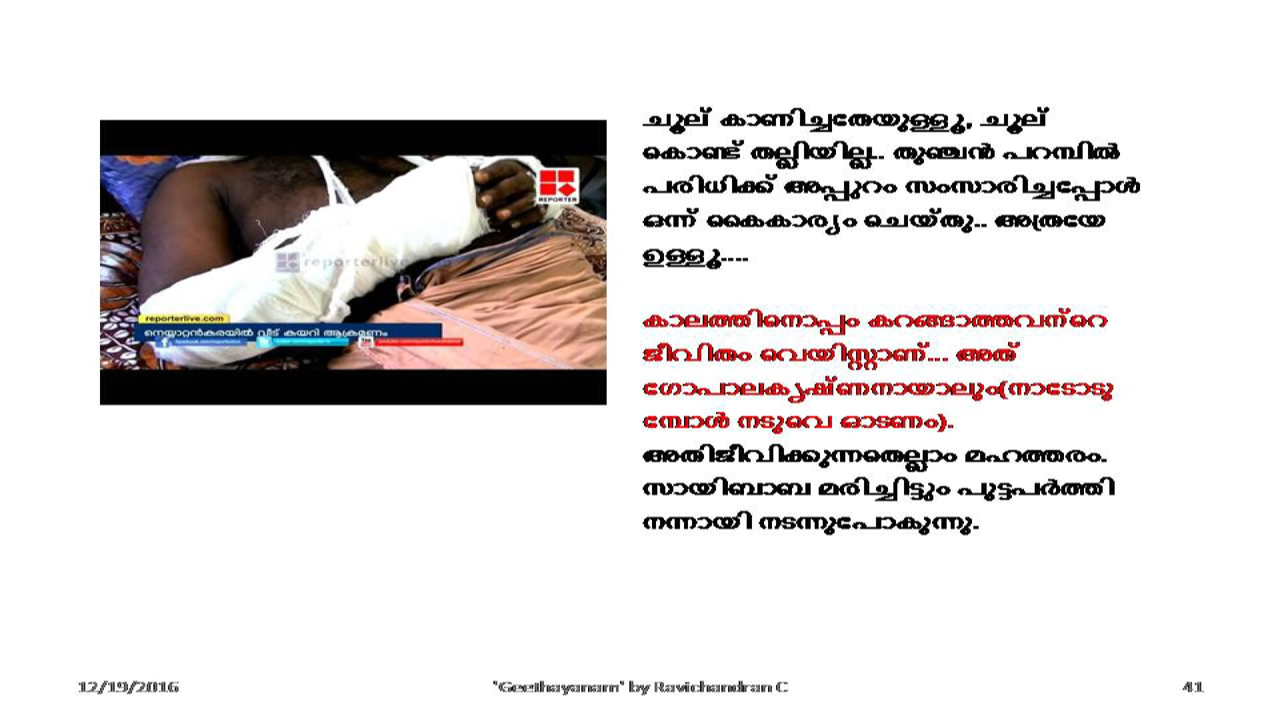 ചൂല് കാണിച്ചതേയുള്ളൂ, ചൂല്
കൊണ്ട് തല്ലിയില്ല.. തുഞ്ചൻ പറമ്പിൽ
പരിധിക്ക് അപ്പുറം സംസാരിച്ചപ്പോൾ
ഒന്ന് കൈകാര്യം ചെയ്തു.. അത്രയേ
ഉള്ളൂ....
കാലത്തിനൊപ്പം കറങ്ങാത്തവന്റെ
ജീവിതം വെയിസ്റ്റാണ്... അത്
ഗോപാലകൃഷ്ണനായാലും(നാടോടു
മ്പോൾ നടുവെ ഓടണം).
അതിജീവിക്കുന്നതെല്ലാം മഹത്തരം.
സായിബാബ മരിച്ചിട്ടും പുട്ടപർത്തി
നന്നായി നടന്നുപോകുന്നു.
REPORTER
reporterlive
reporterlive.com
നെയ്യാറ്റൻകരയിൽ വീട് കയറി ആക്രമണം
12/19/2016
'Geethayanam' by Ravichandran C
41